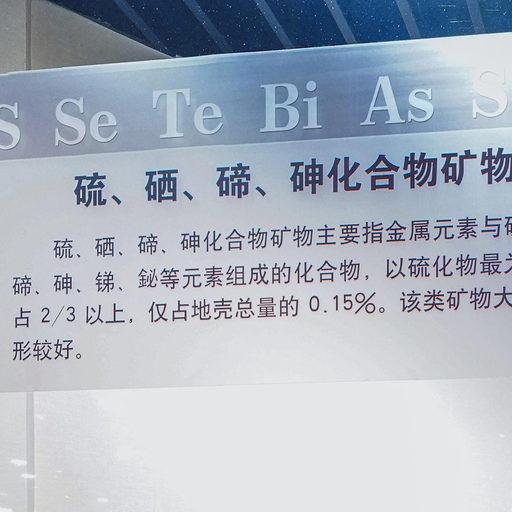 S Se Te Bi As S
硫、硒、碲、砷化合物矿物
硫、硒、碲、砷化合物矿物主要指金属元素与
碲、砷、锑、鉍等元素组成的化合物，以硫化物最为
占 2/3 以上，仅占地壳总量的 0.15%。该类矿物大
形较好。